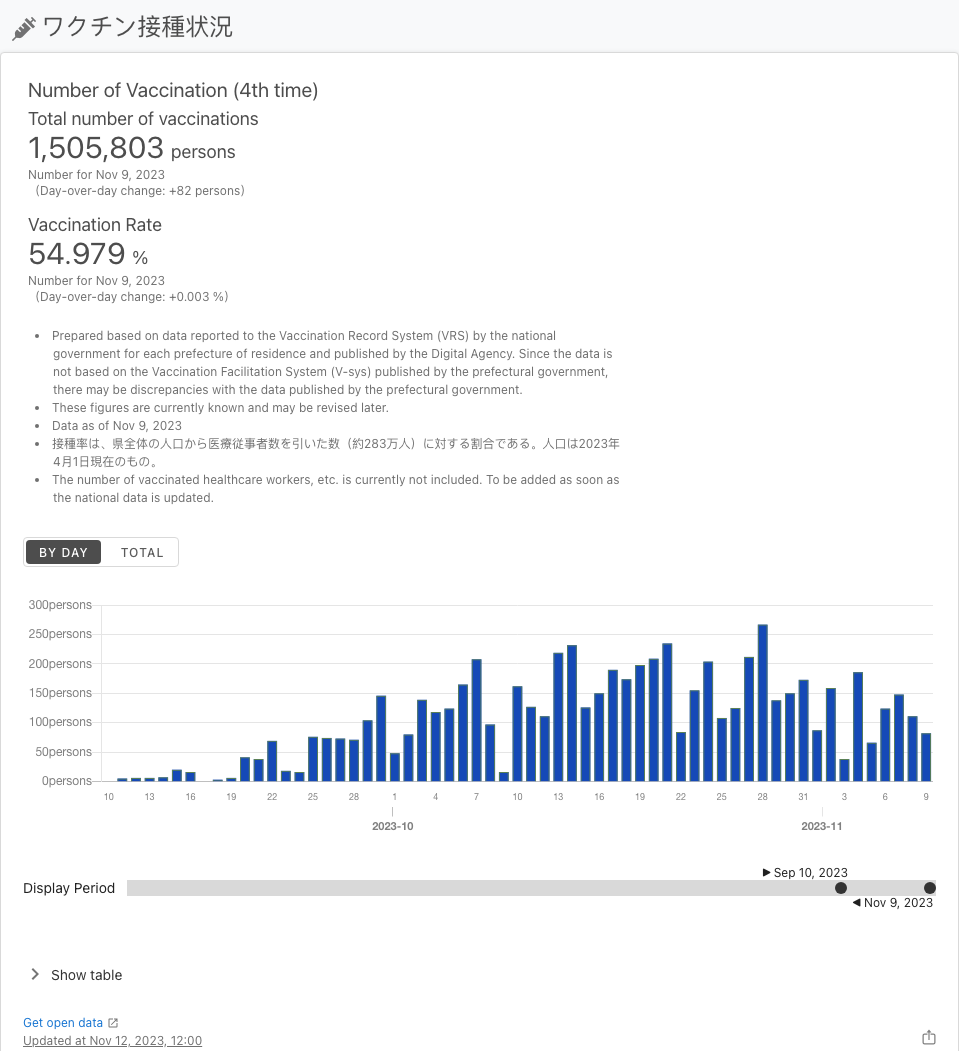 ワクチン接種状況
Number of Vaccination (4th time)
Total number of vaccinations
1,505,803 persons
Number for Nov 9, 2023
(Day-over-day change: +82 persons)
Vaccination Rate
54.979 %
Number for Nov 9, 2023
(Day-over-day change: +0.003 %)
• Prepared based on data reported to the Vaccination Record System (VRS) by the national
government for each prefecture of residence and published by the Digital Agency. Since the data is
not based on the Vaccination Facilitation System (V-sys) published by the prefectural government,
there may be discrepancies with the data published by the prefectural government.
• These figures are currently known and may be revised later.
• Data as of Nov 9, 2023
• 接種率は、県全体の人口から医療従事者数を引いた数（約283万人）に対する割合である。人口は2023年
4月1日現在のもの。
• The number of vaccinated healthcare workers, etc. is currently not included. To be added as soon as
the national data is updated.
BY DAY TOTAL
300persons
250persons
200persons
150persons
100persons
50persons
0persons
10 13 16 19 22 25 28 1 4 7 10 13 16 19 22 25 28 31 3 6 9
2023-10 2023-11
Sep 10, 2023
Display Period
Nov 9, 2023
Show table
Get open data
Updated at Nov 12, 2023, 12:00